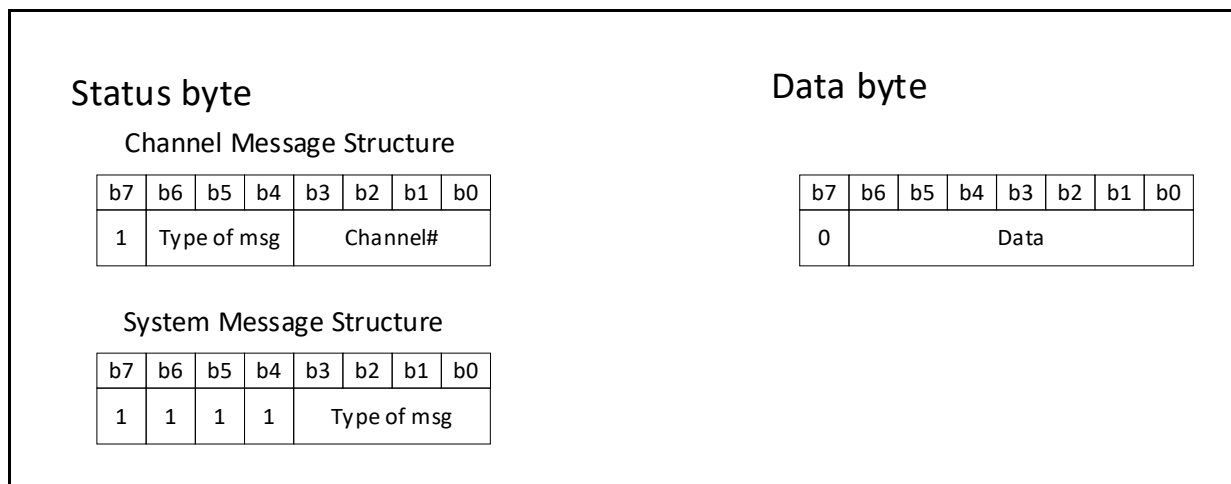 Status byte
Channel Message Structure
b7 b6 b5 b4 b3 b2 b1 b0
1 Type of msg Channel#
System Message Structure
b7 b6 b5 b4 b3 b2 b1 b0
1 1 1 1 Type of msg
Data byte
b7 b6 b5 b4 b3 b2 b1 b0
0 Data